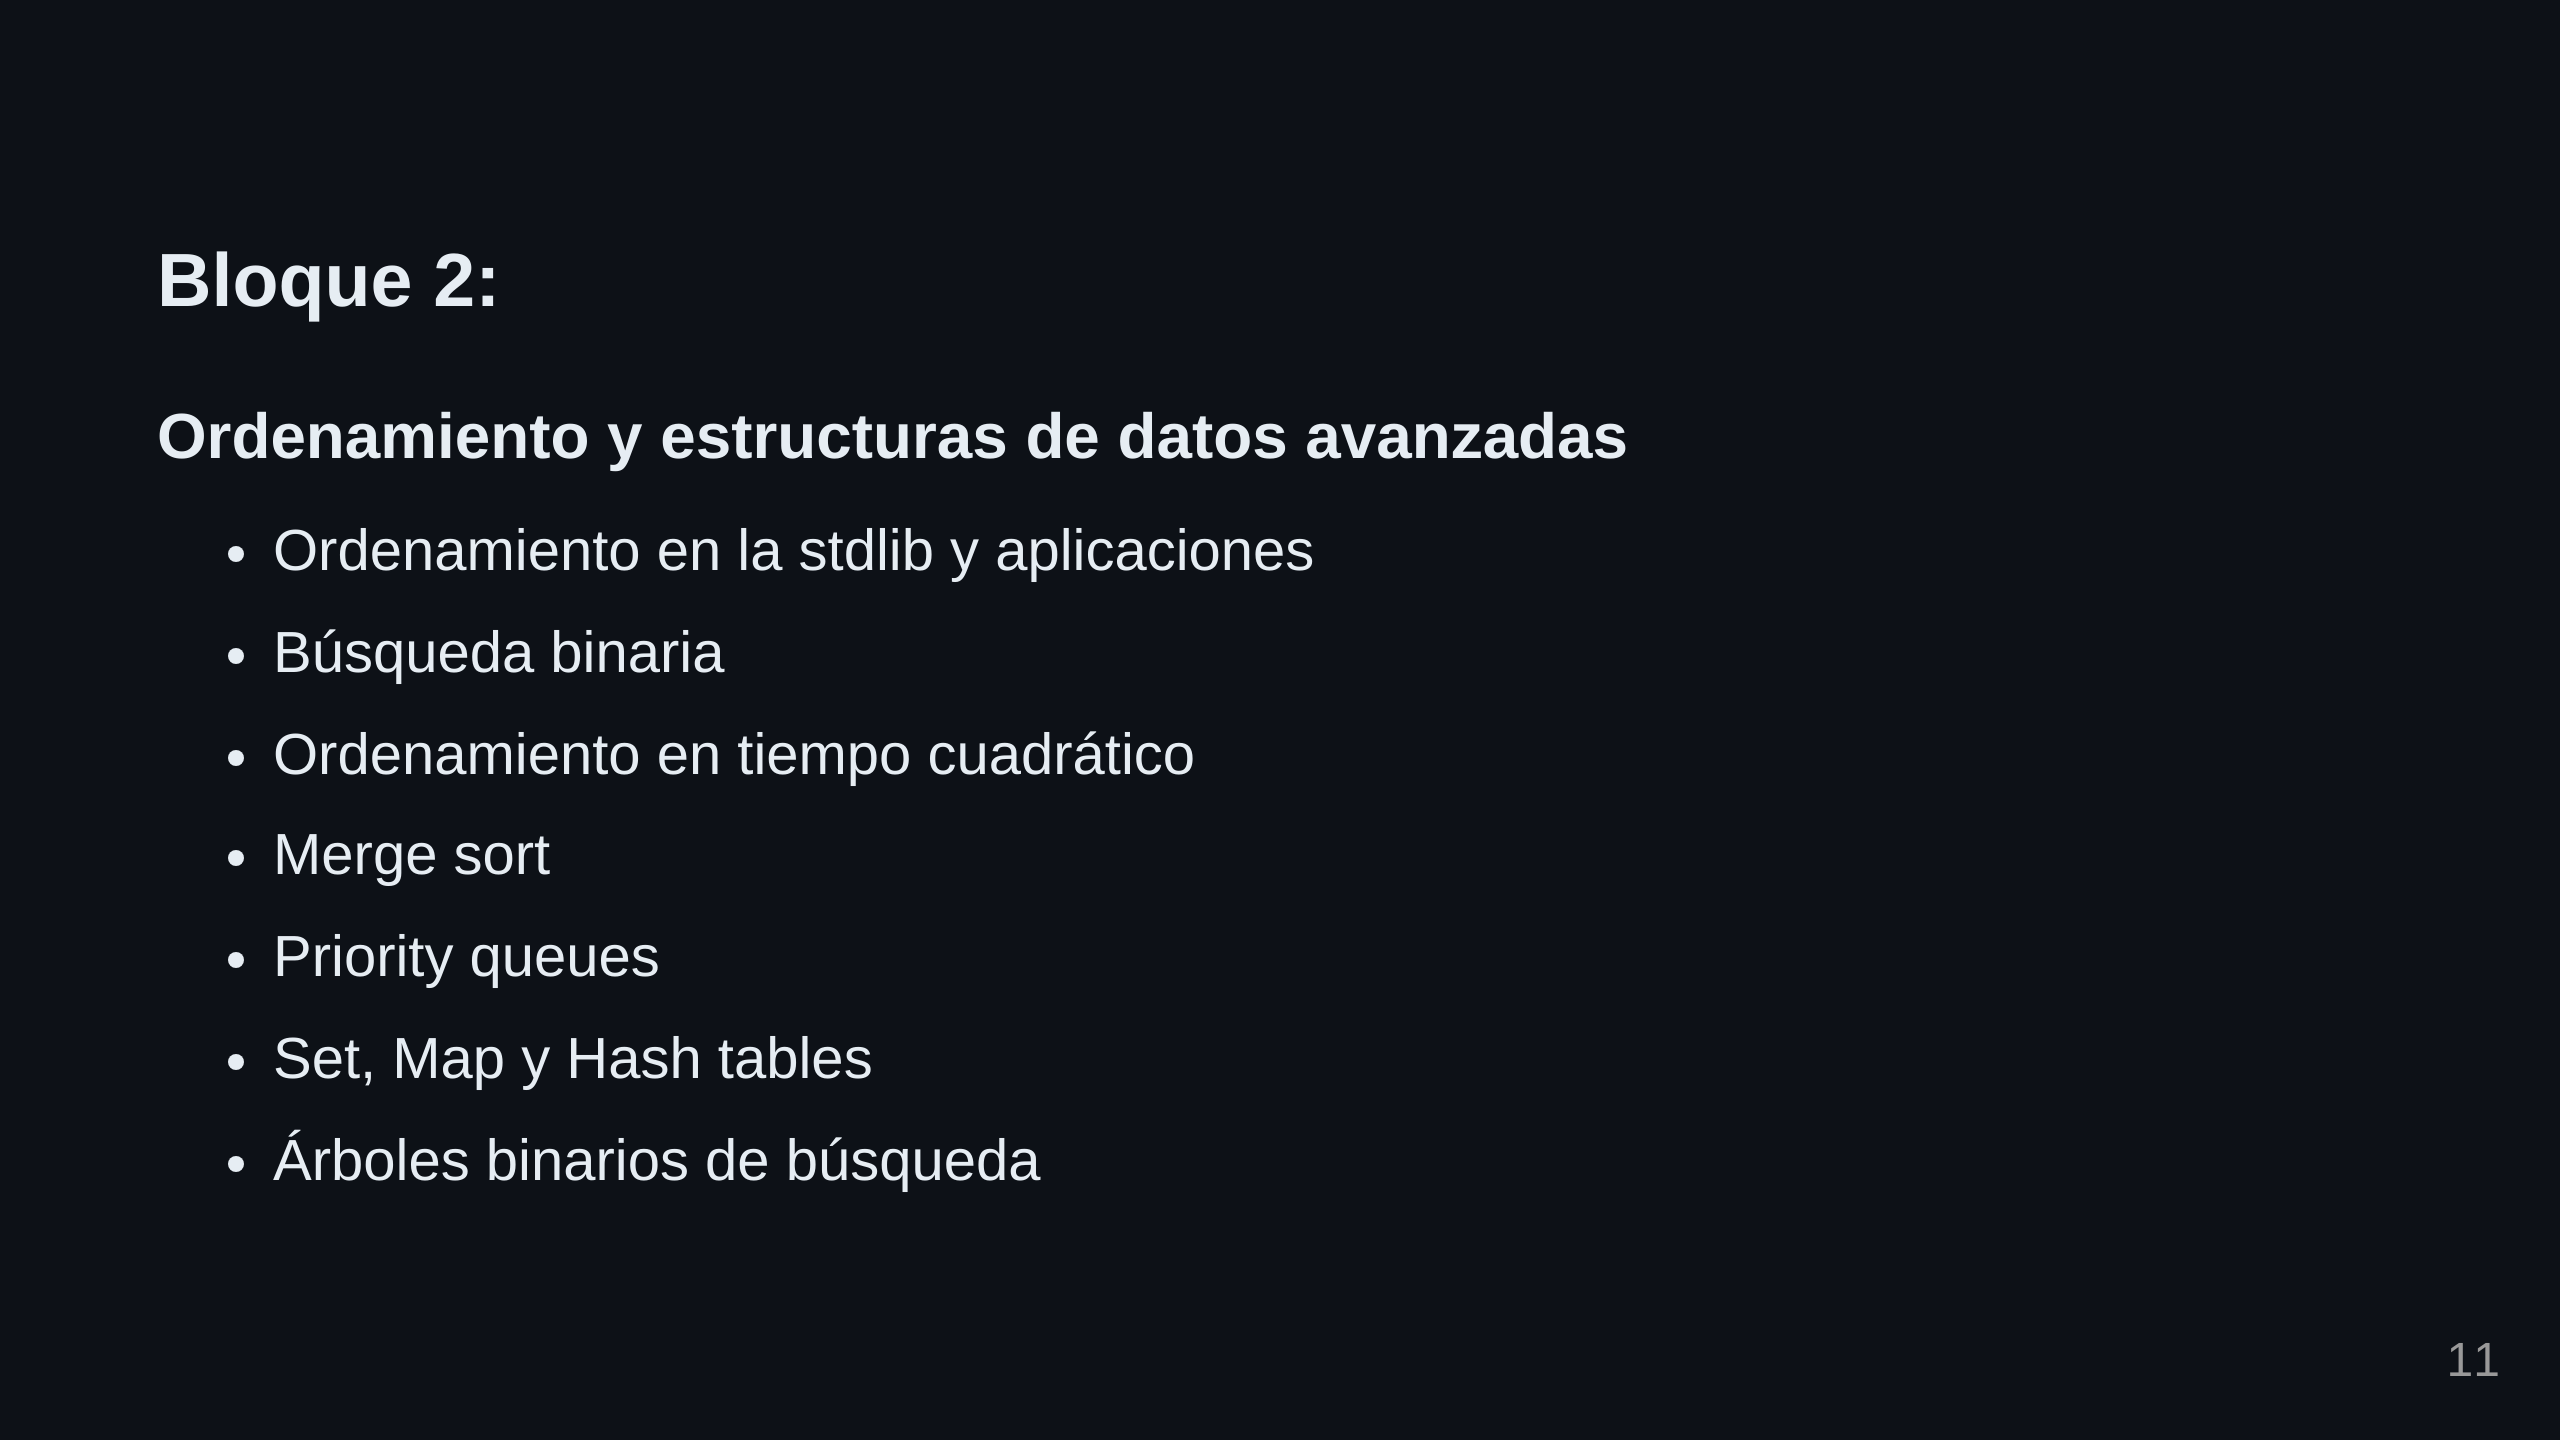 Bloque 2:
Ordenamiento y estructuras de datos avanzadas
• Ordenamiento en la stdlib y aplicaciones
• Búsqueda binaria
• Ordenamiento en tiempo cuadrático
• Merge sort
• Priority queues
• Set, Map y Hash tables
• Árboles binarios de búsqueda
11